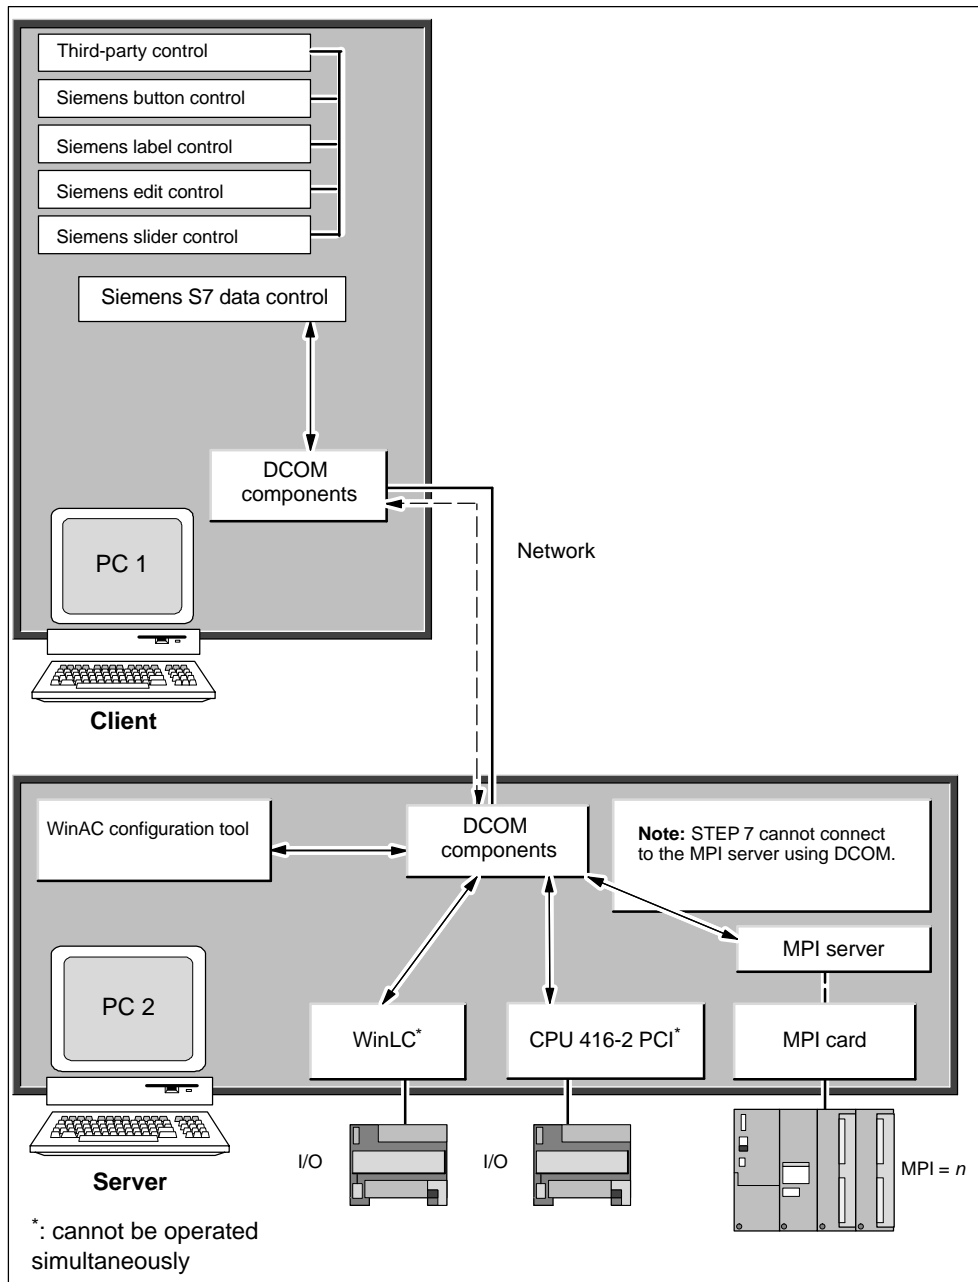 Third-party control
Siemens button control
Siemens label control
Siemens edit control
Siemens slider control
Siemens S7 data control
DCOM
components
Network
PC 1
Client
WinAC configuration tool
DCOM
components
Note: STEP 7 cannot connect
to the MPI server using DCOM.
MPI server
PC 2
WinLC*
CPU 416-2 PCI*
MPI card
I/O
I/O
MPI = n
Server
*: cannot be operated
simultaneously